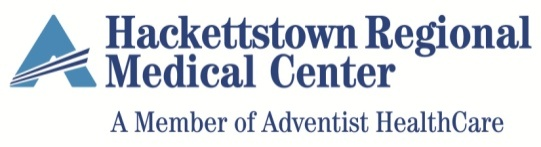 Hackettstown Regional
Medical Center
A Member of Adventist HealthCare